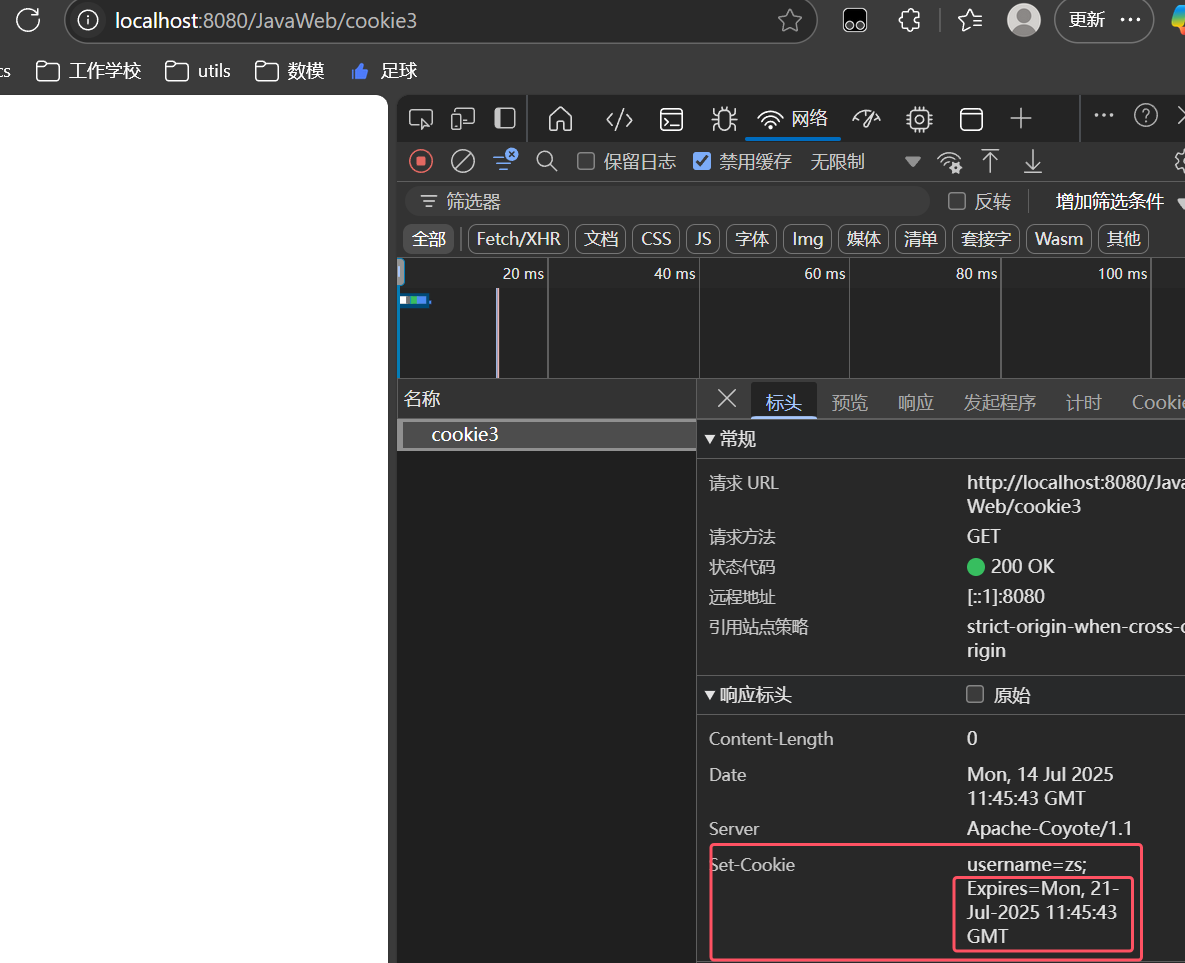 localhost:8080/JavaWeb/cookie3
更新
cs 工作学校 utils 数模 足球
网络
保留日志 禁用缓存 无限制
筛选器 反转 增加筛选条件
全部 Fetch/XHR 文档 CSS JS 字体 Img 媒体 清单 套接字 Wasm 其他
20 ms 40 ms 60 ms 80 ms 100 ms
名称 标头 预览 响应 发起程序 计时 Cookie
cookie3
常规
请求 URL http://localhost:8080/Java
Web/cookie3
请求方法 GET
状态代码 200 OK
远程地址 [::1]:8080
引用站点策略 strict-origin-when-cross-o
rigin
响应标头 原始
Content-Length 0
Date Mon, 14 Jul 2025
11:45:43 GMT
Server Apache-Coyote/1.1
Set-Cookie username=zs;
Expires=Mon, 21-
Jul-2025 11:45:43
GMT